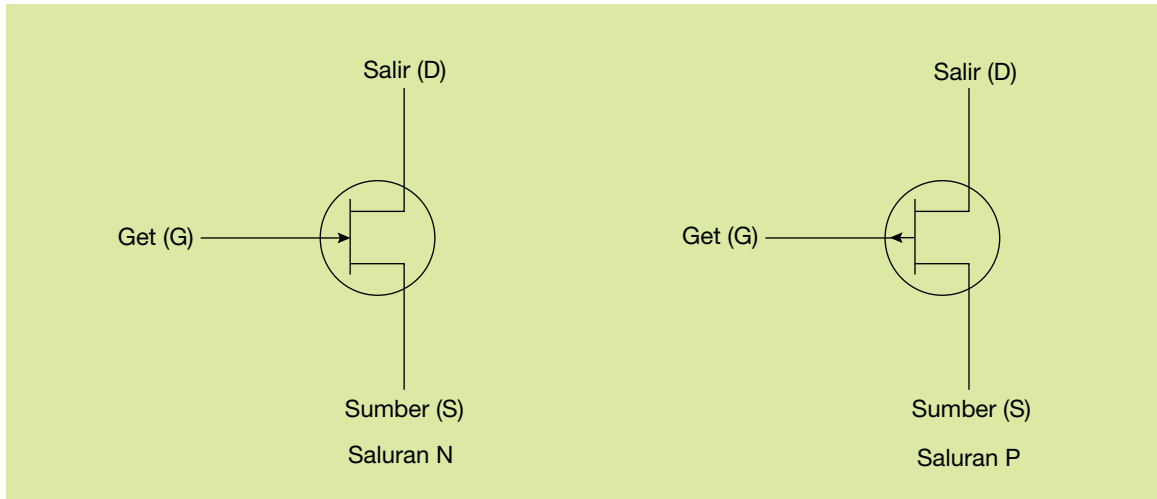 Salir (D)
Get (G)
Sumber (S)
Saluran N
Salir (D)
Get (G)
Sumber (S)
Saluran P